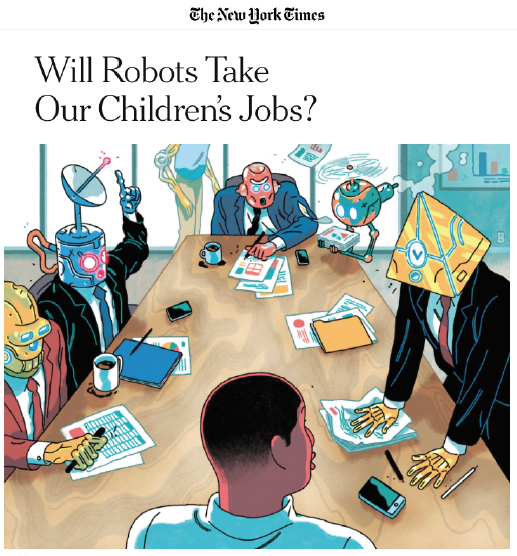 The New York Times
Will Robots Take
Our Children's Jobs?